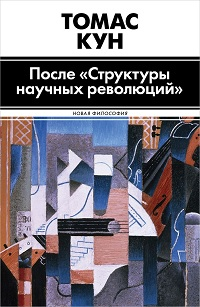 ТОМАС
КУН
После «Структуры
научных революций»
НОВАЯ ФИЛОСОФИЯ